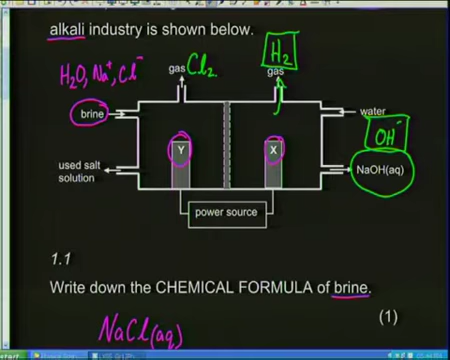 alkali industry is shown below.
H₂O, Na⁺, Cl⁻
gas Cl₂
H₂
gas
brine
water
OH⁻
Y
X
used salt
solution
NaOH(aq)
power source
1.1
Write down the CHEMICAL FORMULA of brine.
(1)
NaCl(aq)